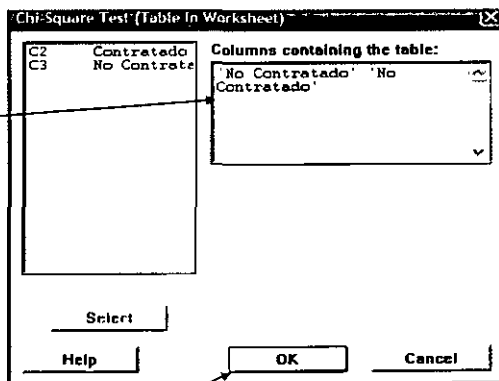 Chi-Square Test (Table In Worksheet)
C2 Contratado
C3 No Contrata
Columns containing the table:
'No Contratado' 'No
Contratado'
Select
Help
OK
Cancel